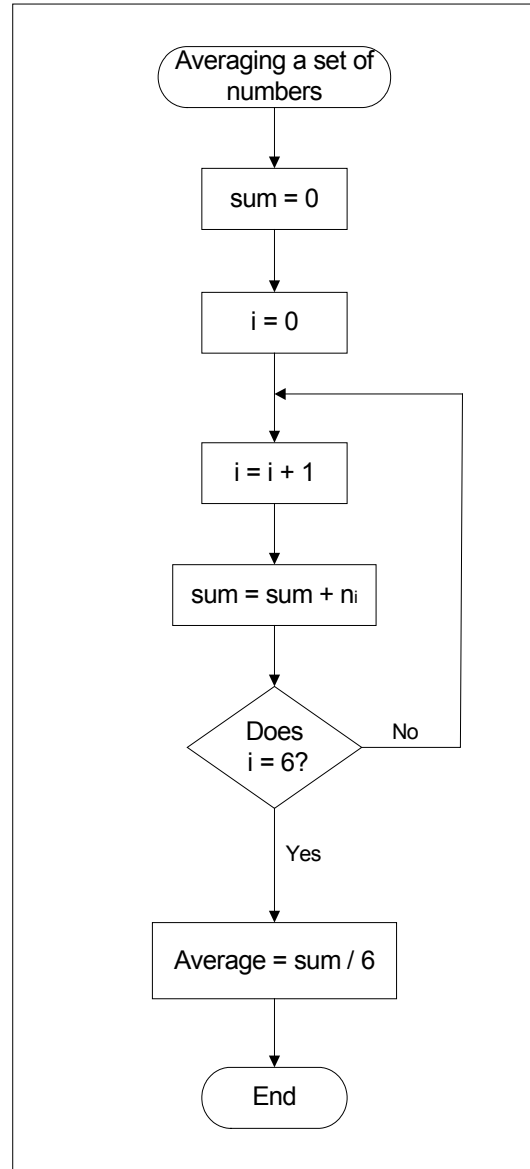 Averaging a set of
numbers
sum = 0
i = 0
i = i + 1
sum = sum + ni
Does
i = 6?
No
Yes
Average = sum / 6
End